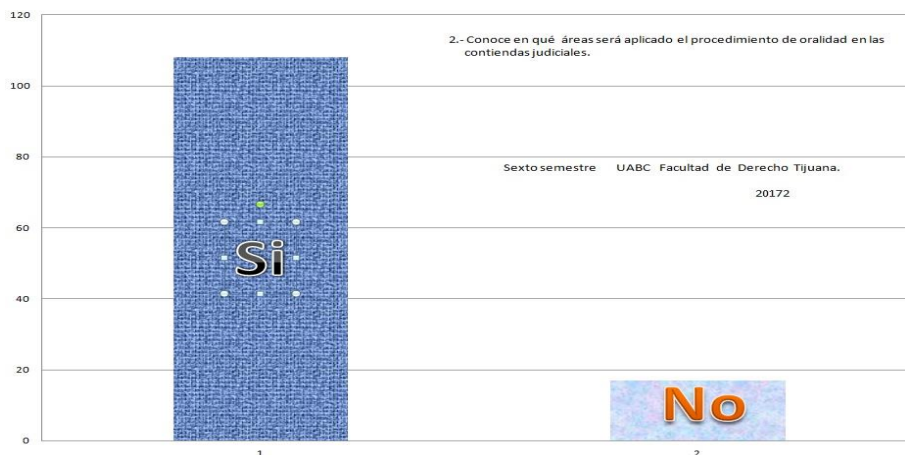 120
2.- Conoce en qué áreas será aplicado el procedimiento de oralidad en las
contiendas judiciales.
100
80
Sexto semestre UABC Facultad de Derecho Tijuana.
20172
60
Si
40
20
No
0
1
2